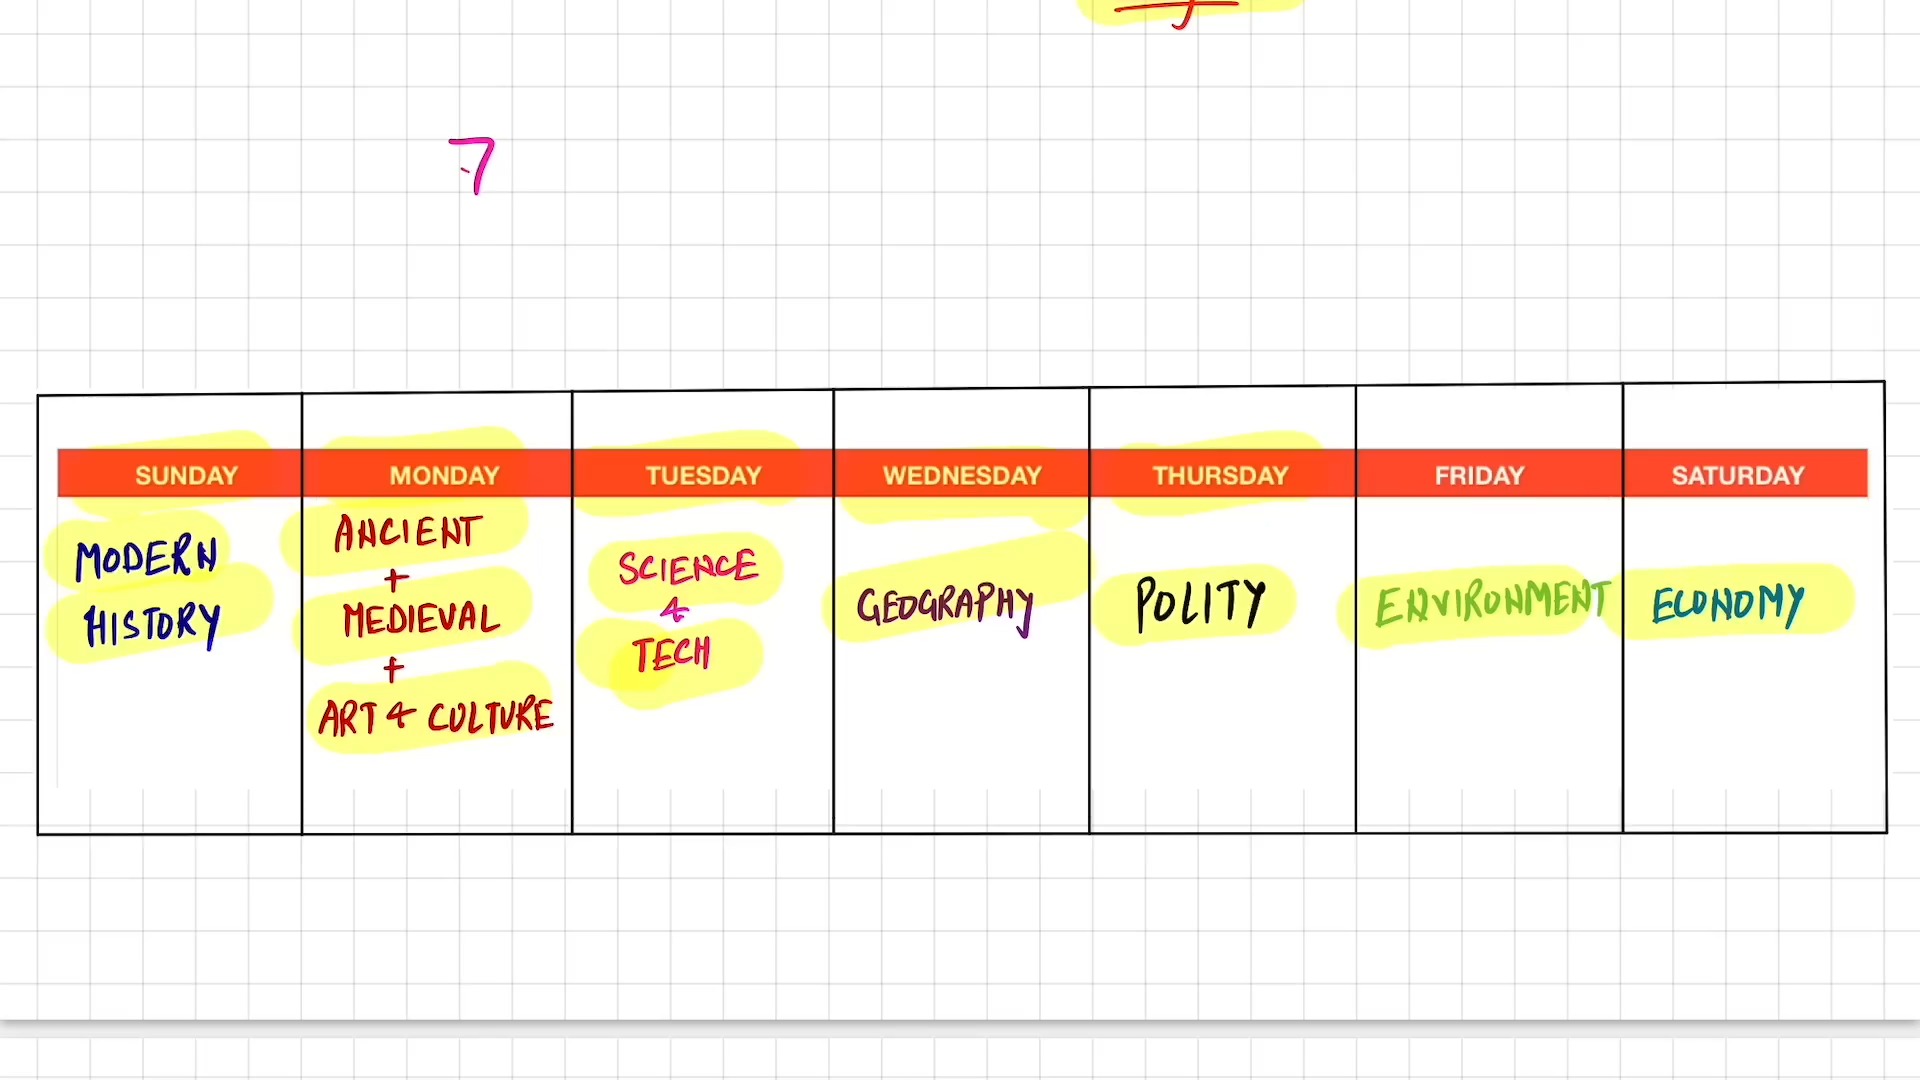 7
SUNDAY MONDAY TUESDAY WEDNESDAY THURSDAY FRIDAY SATURDAY
MODERN
HISTORY
ANCIENT
+
MEDIEVAL
+
ART & CULTURE
SCIENCE
&
TECH
GEOGRAPHY
POLITY
ENVIRONMENT
ECONOMY